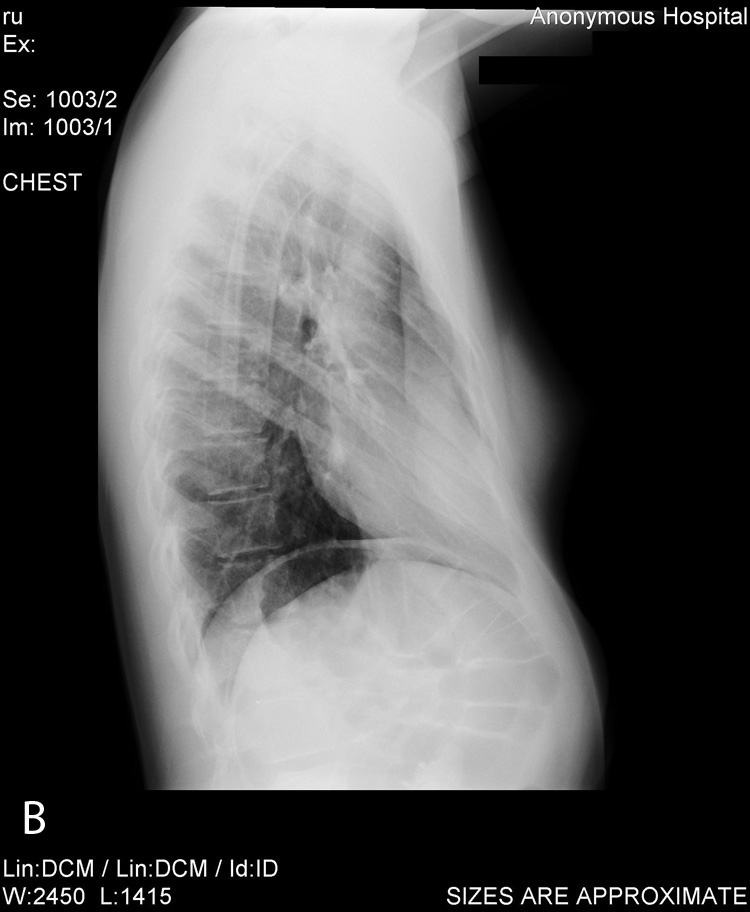 ru
Anonymous Hospital
Ex:
Se: 1003/2
Im: 1003/1
CHEST
B
Lin:DCM / Lin:DCM / Id:ID
W:2450 L:1415
SIZES ARE APPROXIMATE